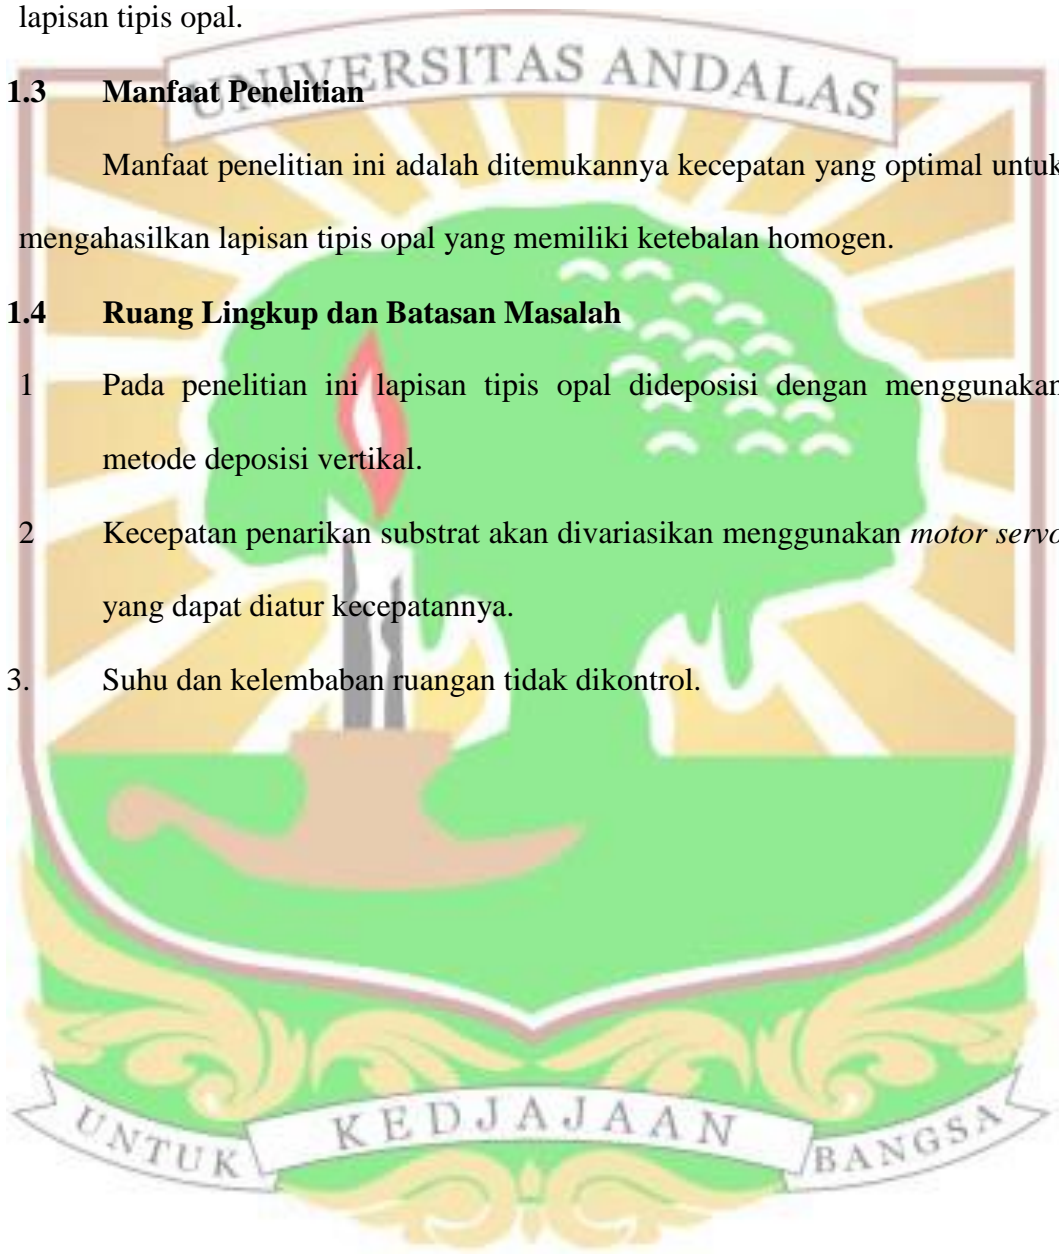 lapisan tipis opal.
UNIVERSITAS ANDALAS
1.3 Manfaat Penelitian
Manfaat penelitian ini adalah ditemukannya kecepatan yang optimal untuk
mengahasilkan lapisan tipis opal yang memiliki ketebalan homogen.
1.4 Ruang Lingkup dan Batasan Masalah
1 Pada penelitian ini lapisan tipis opal dideposisi dengan menggunakan
metode deposisi vertikal.
2 Kecepatan penarikan substrat akan divariasikan menggunakan motor servo
yang dapat diatur kecepatannya.
3. Suhu dan kelembaban ruangan tidak dikontrol.
UNTUK KEDJAJAAN BANGSA